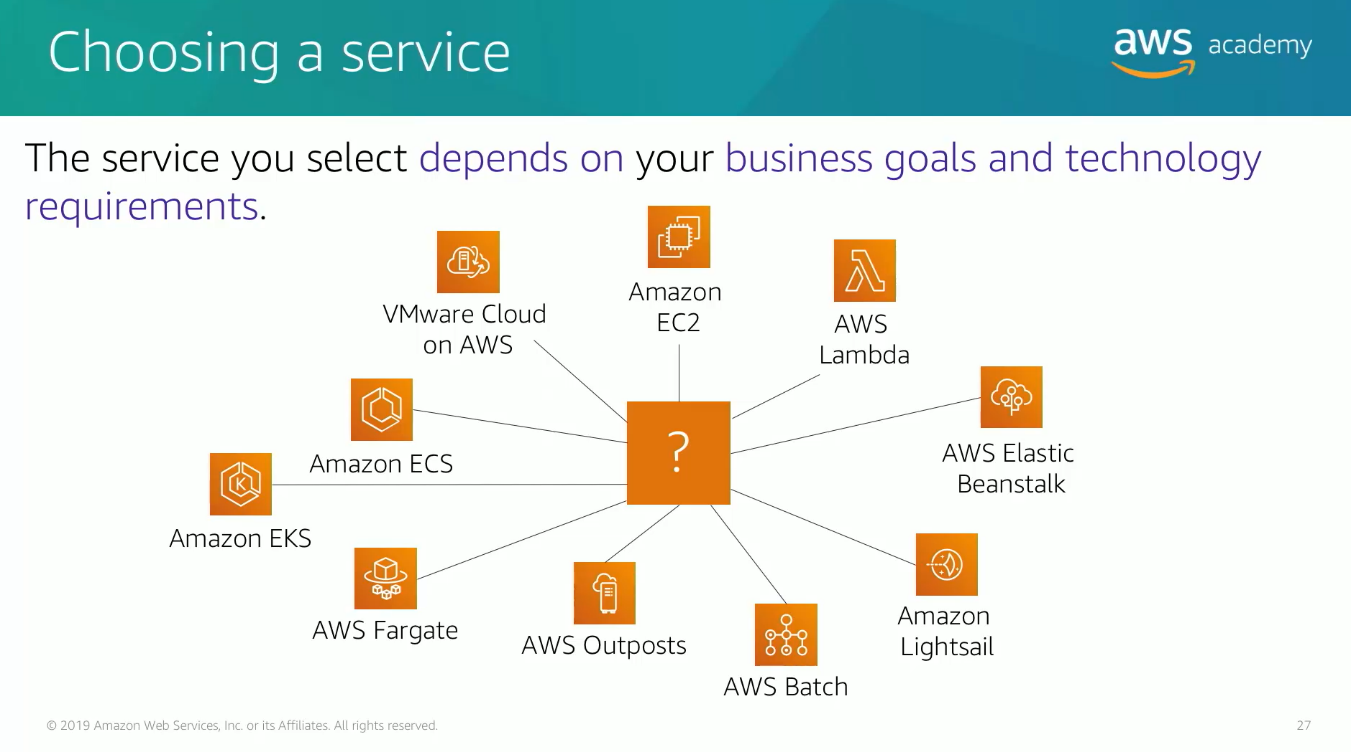 Choosing a service
aws academy
The service you select depends on your business goals and technology
requirements.
VMware Cloud
on AWS
Amazon
EC2
AWS
Lambda
Amazon ECS
?
AWS Elastic
Beanstalk
Amazon EKS
AWS Fargate
AWS Outposts
AWS Batch
Amazon
Lightsail
© 2019 Amazon Web Services, Inc. or its Affiliates. All rights reserved.
27